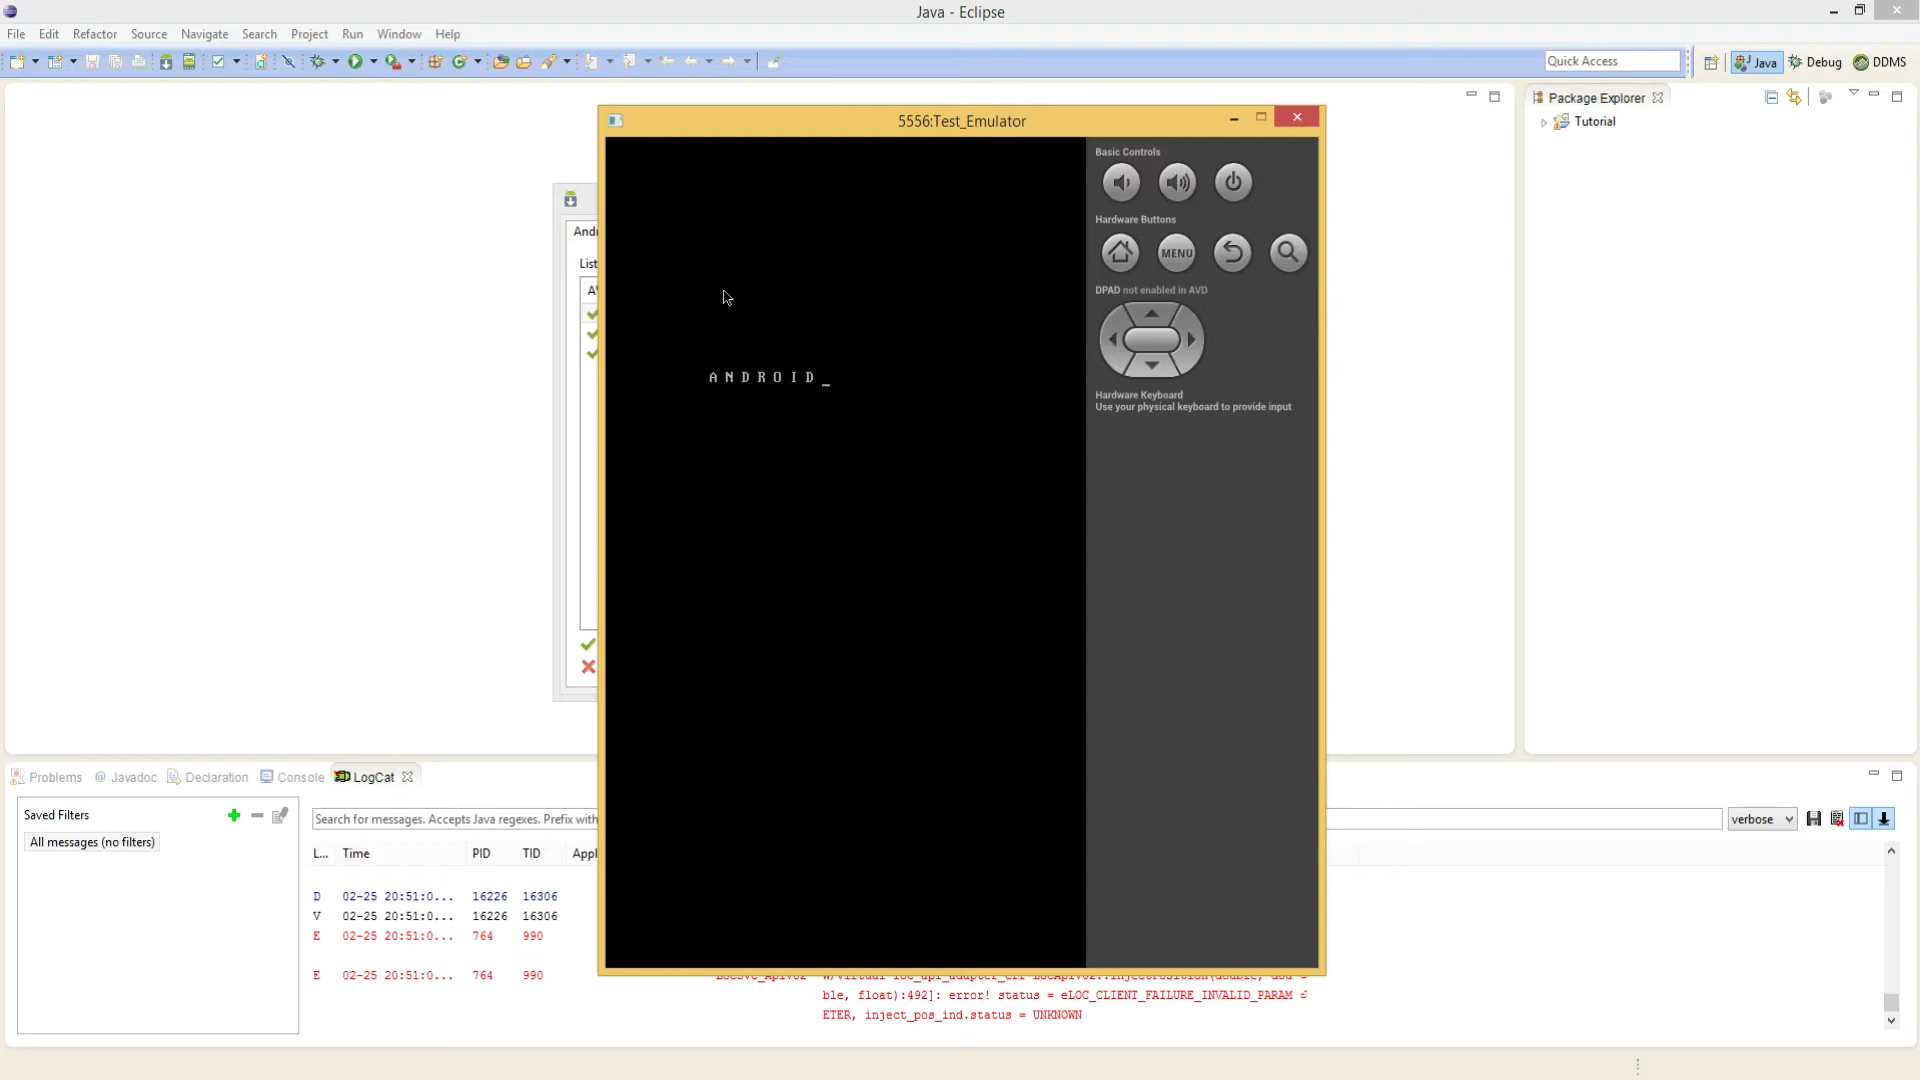 Java - Eclipse
File Edit Refactor Source Navigate Search Project Run Window Help
Quick Access
Java
Debug
DDMS
5556:Test_Emulator
Package Explorer
Tutorial
Basic Controls
Hardware Buttons
MENU
DPAD not enabled in AVD
Hardware Keyboard
Use your physical keyboard to provide input
List
ANDROID_
Problems @ Javadoc Declaration Console LogCat
Saved Filters
All messages (no filters)
Search for messages. Accepts Java regexes. Prefix with
verbose
L... Time PID TID Appl
D 02-25 20:51:0... 16226 16306
V 02-25 20:51:0... 16226 16306
E 02-25 20:51:0... 764 990
E 02-25 20:51:0... 764 990
ble, float):492]: error! status = eLOC_CLIENT_FAILURE_INVALID_PARAM
ETER, inject_pos_ind.status = UNKNOWN